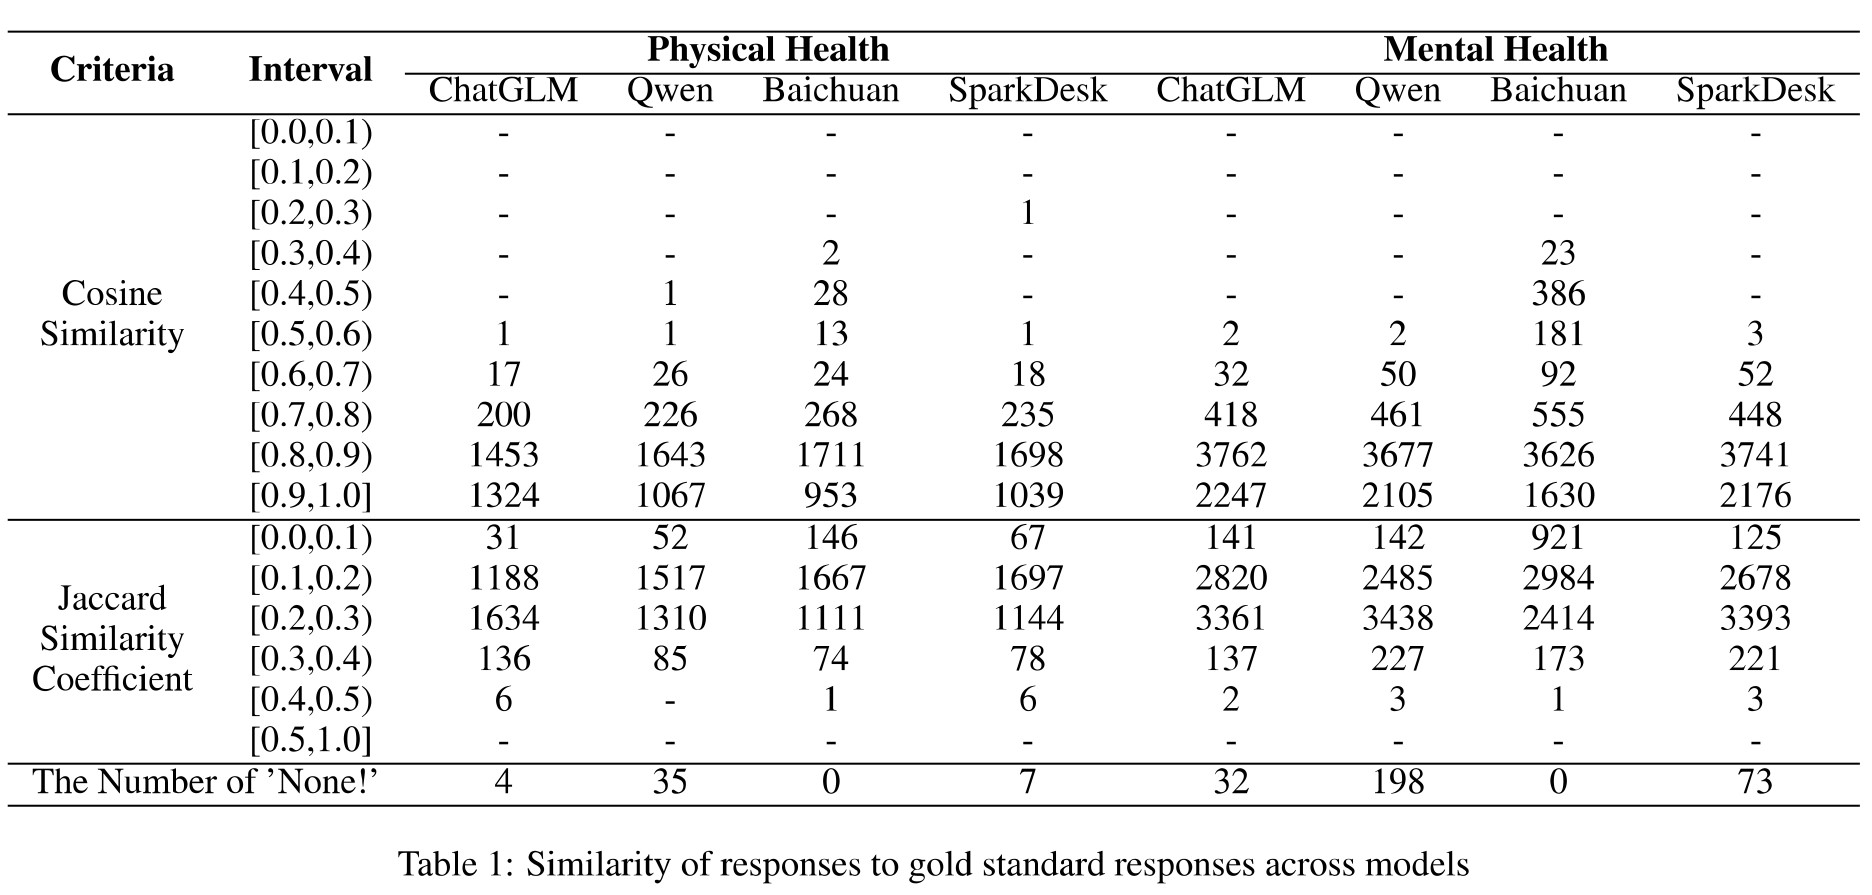 Criteria Interval Physical Health Mental Health
ChatGLM Qwen Baichuan SparkDesk ChatGLM Qwen Baichuan SparkDesk
Cosine Similarity
[0.0,0.1) - - - - - - - -
[0.1,0.2) - - - - - - - -
[0.2,0.3) - - - 1 - - - -
[0.3,0.4) - - 2 - - - 23 -
[0.4,0.5) - 1 28 - - - 386 -
[0.5,0.6) 1 1 13 1 2 2 181 3
[0.6,0.7) 17 26 24 18 32 50 92 52
[0.7,0.8) 200 226 268 235 418 461 555 448
[0.8,0.9) 1453 1643 1711 1698 3762 3677 3626 3741
[0.9,1.0] 1324 1067 953 1039 2247 2105 1630 2176
Jaccard Similarity Coefficient
[0.0,0.1) 31 52 146 67 141 142 921 125
[0.1,0.2) 1188 1517 1667 1697 2820 2485 2984 2678
[0.2,0.3) 1634 1310 1111 1144 3361 3438 2414 3393
[0.3,0.4) 136 85 74 78 137 227 173 221
[0.4,0.5) 6 - 1 6 2 3 1 3
[0.5,1.0] - - - - - - - -
The Number of ’None!’ 4 35 0 7 32 198 0 73
Table 1: Similarity of responses to gold standard responses across models